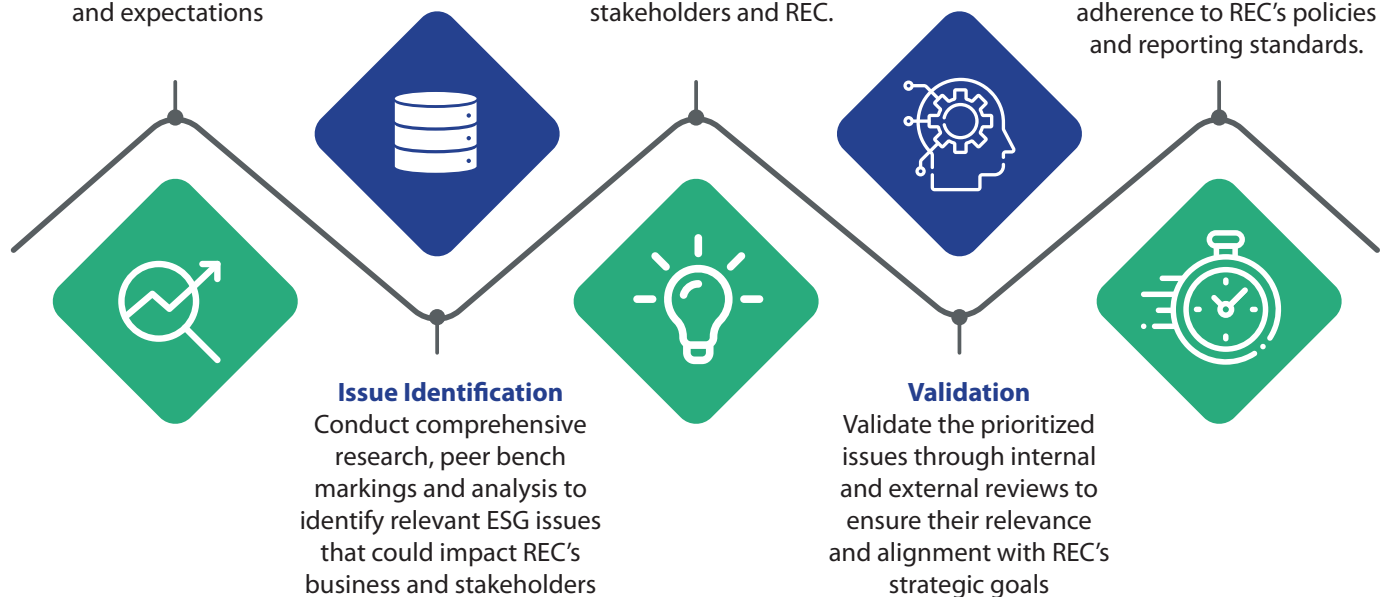 and expectations
stakeholders and REC.
adherence to REC’s policies
and reporting standards.
Issue Identification
Conduct comprehensive
research, peer bench
markings and analysis to
identify relevant ESG issues
that could impact REC’s
business and stakeholders
Validation
Validate the prioritized
issues through internal
and external reviews to
ensure their relevance
and alignment with REC’s
strategic goals